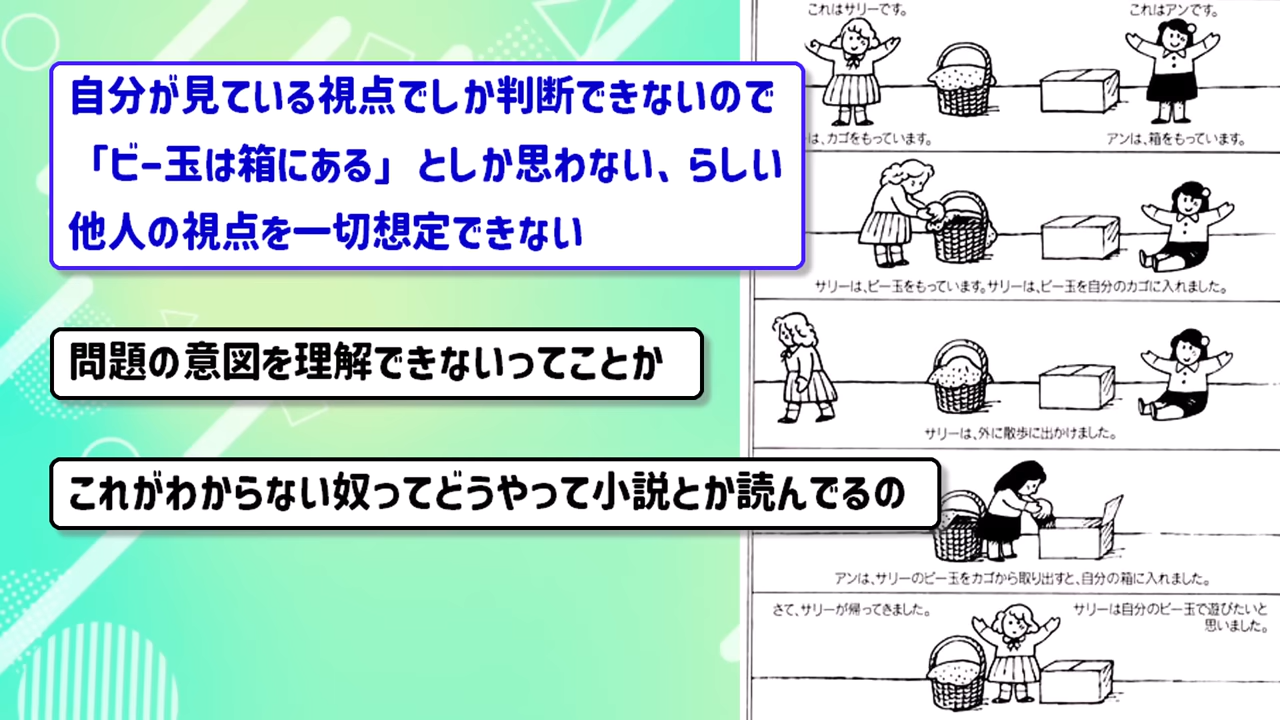 自分が見ている視点でしか判断できないので
「ビー玉は箱にある」としか思わない、らしい
他人の視点を一切想定できない
問題の意図を理解できないってことか
これがわからない奴ってどうやって小説とか読んでるの
これはサリーです。
これはアンです。
は、カゴをもっています。
アンは、箱をもっています。
サリーは、ビー玉をもっています。サリーは、ビー玉を自分のカゴに入れました。
サリーは、外に散歩に出かけました。
アンは、サリーのビー玉をカゴから取り出すと、自分の箱に入れました。
さて、サリーが帰ってきました。
サリーは自分のビー玉で遊びたいと
思いました。